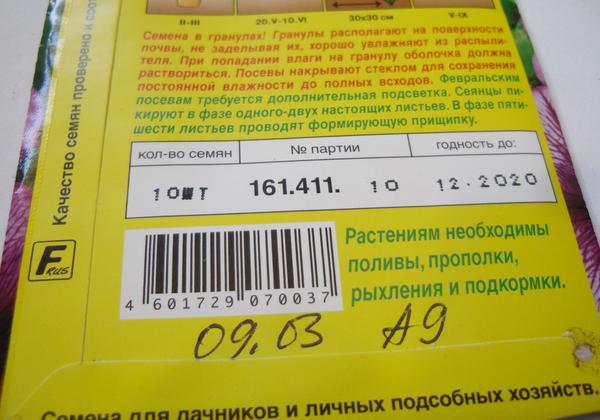 II-III 20.V-10.VI 30х30 см V-IX
Семена в гранулах! Гранулы располагают на поверхности
почвы, не заделывая их, хорошо увлажняют из распыли-
теля. При попадании влаги на гранулу оболочка должна
раствориться. Посевы накрывают стеклом для сохранения
постоянной влажности до полных всходов. Февральским
посевам требуется дополнительная подсветка. Сеянцы пи-
кируют в фазе одного-двух настоящих листьев. В фазе пяти-
шести листьев проводят формирующую прищипку.
кол-во семян № партии годность до:
10шт 161.411. 10 12.2020
Растениям необходимы
поливы, прополки,
рыхления и подкормки.
4 601729 070037
09.03 А9
Семена для дачников и личных подсобных хозяйств.
Качество семян проверено и соот
F RUS